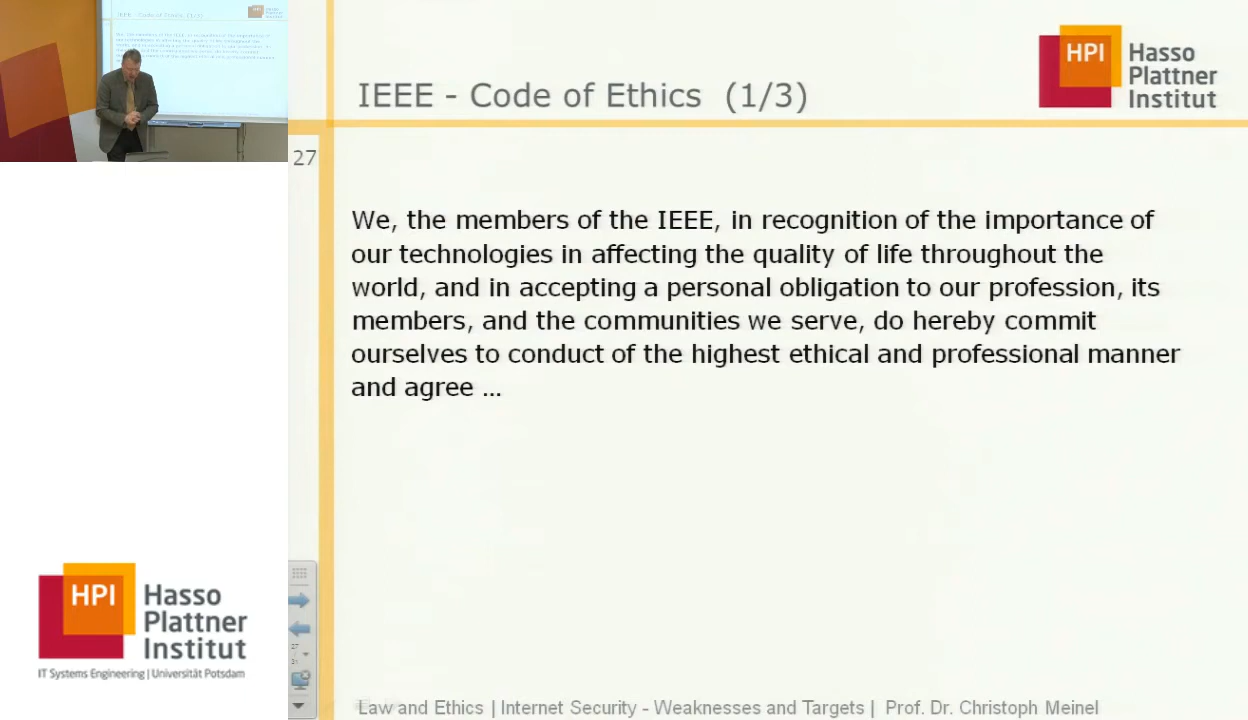 IEEE - Code of Ethics (1/3)
HPI
Hasso
Plattner
Institut
27
We, the members of the IEEE, in recognition of the importance of
our technologies in affecting the quality of life throughout the
world, and in accepting a personal obligation to our profession, its
members, and the communities we serve, do hereby commit
ourselves to conduct of the highest ethical and professional manner
and agree ...
HPI
Hasso
Plattner
Institut
IT Systems Engineering | Universität Potsdam
Law and Ethics | Internet Security - Weaknesses and Targets | Prof. Dr. Christoph Meinel